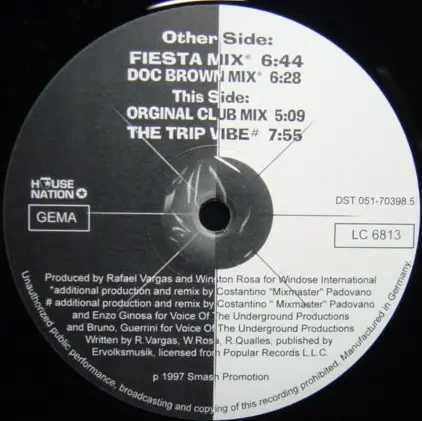 Other Side:
FIESTA MIX* 6:44
DOC BROWN MIX* 6:28
This Side:
ORGINAL CLUB MIX 5:09
THE TRIP VIBE# 7:55
HOUSE
NATION
GEMA
DST 051-70398.5
LC 6813
Produced by Rafael Vargas and Winston Rosa for Windose International
*additional production and remix by Costantino "Mixmaster" Padovano
# additional production and remix by Costantino " Mixmaster" Padovano
and Enzo Ginosa for Voice Of The Underground Productions
and Bruno, Guerrini for Voice Of The Underground Productions
Written by R.Vargas, W.Rosa, R.Qualles, published by
Ervolksmusik, licensed from Popular Records L.L.C.
p 1997 Smash Promotion
Unauthorized public performance, broadcasting and copying of this recording prohibited. Manufactured in Germany.